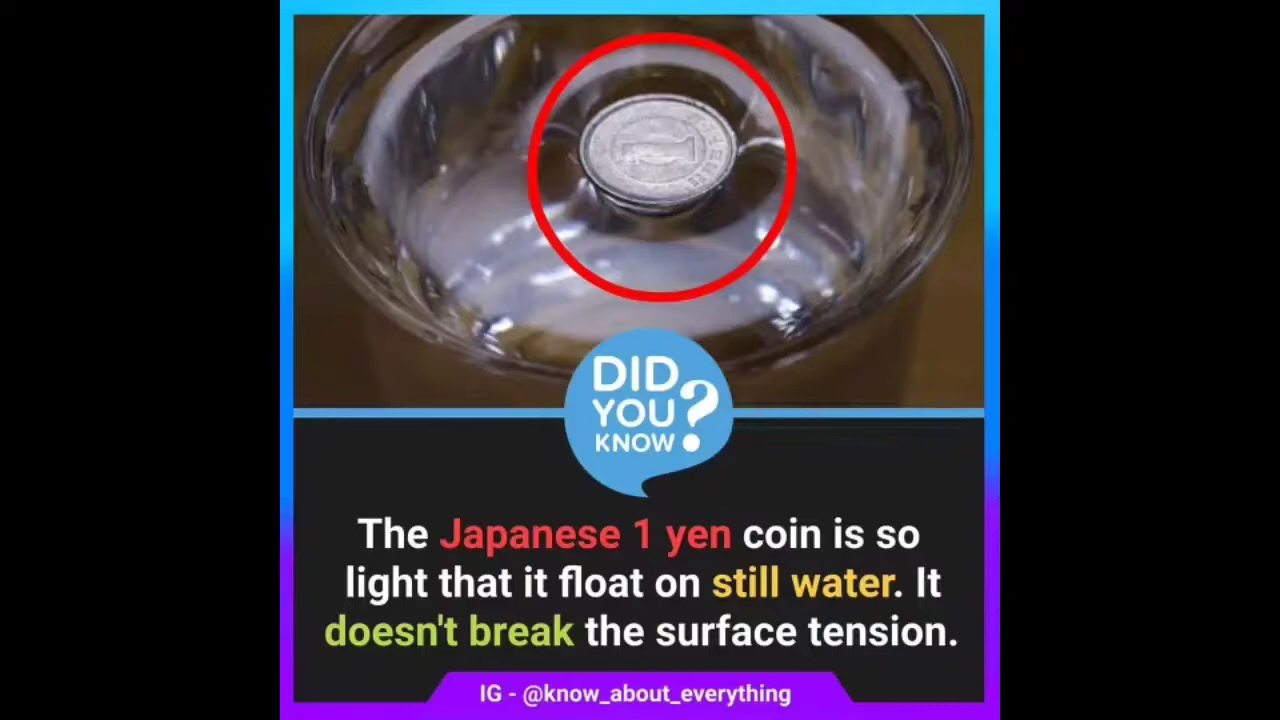 DID
YOU
KNOW?
The Japanese 1 yen coin is so
light that it float on still water. It
doesn't break the surface tension.
IG - @know_about_everything